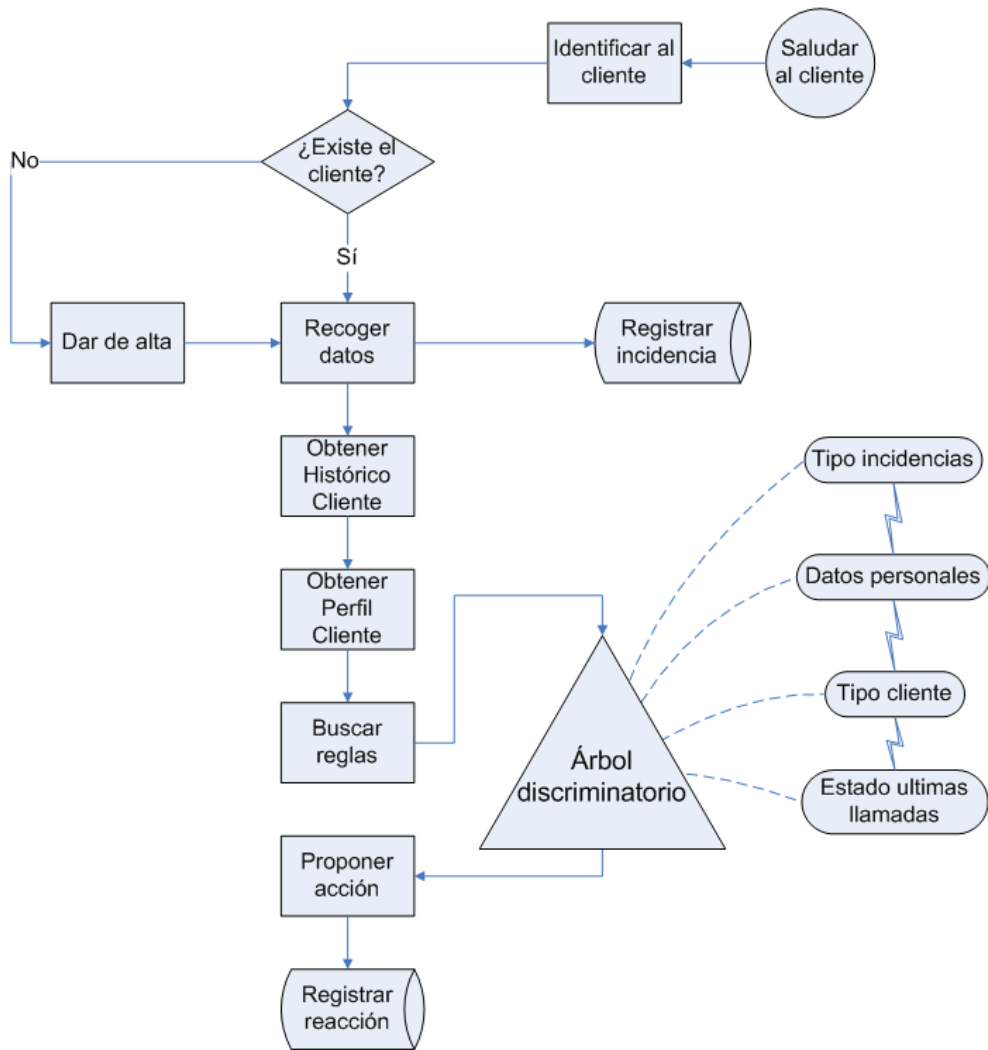 Identificar al
cliente
Saludar
al cliente
¿Existe el
cliente?
No
Sí
Dar de alta
Recoger
datos
Registrar
incidencia
Obtener
Histórico
Cliente
Tipo incidencias
Obtener
Perfil
Cliente
Datos personales
Tipo cliente
Buscar
reglas
Árbol
discriminatorio
Estado ultimas
llamadas
Proponer
acción
Registrar
reacción